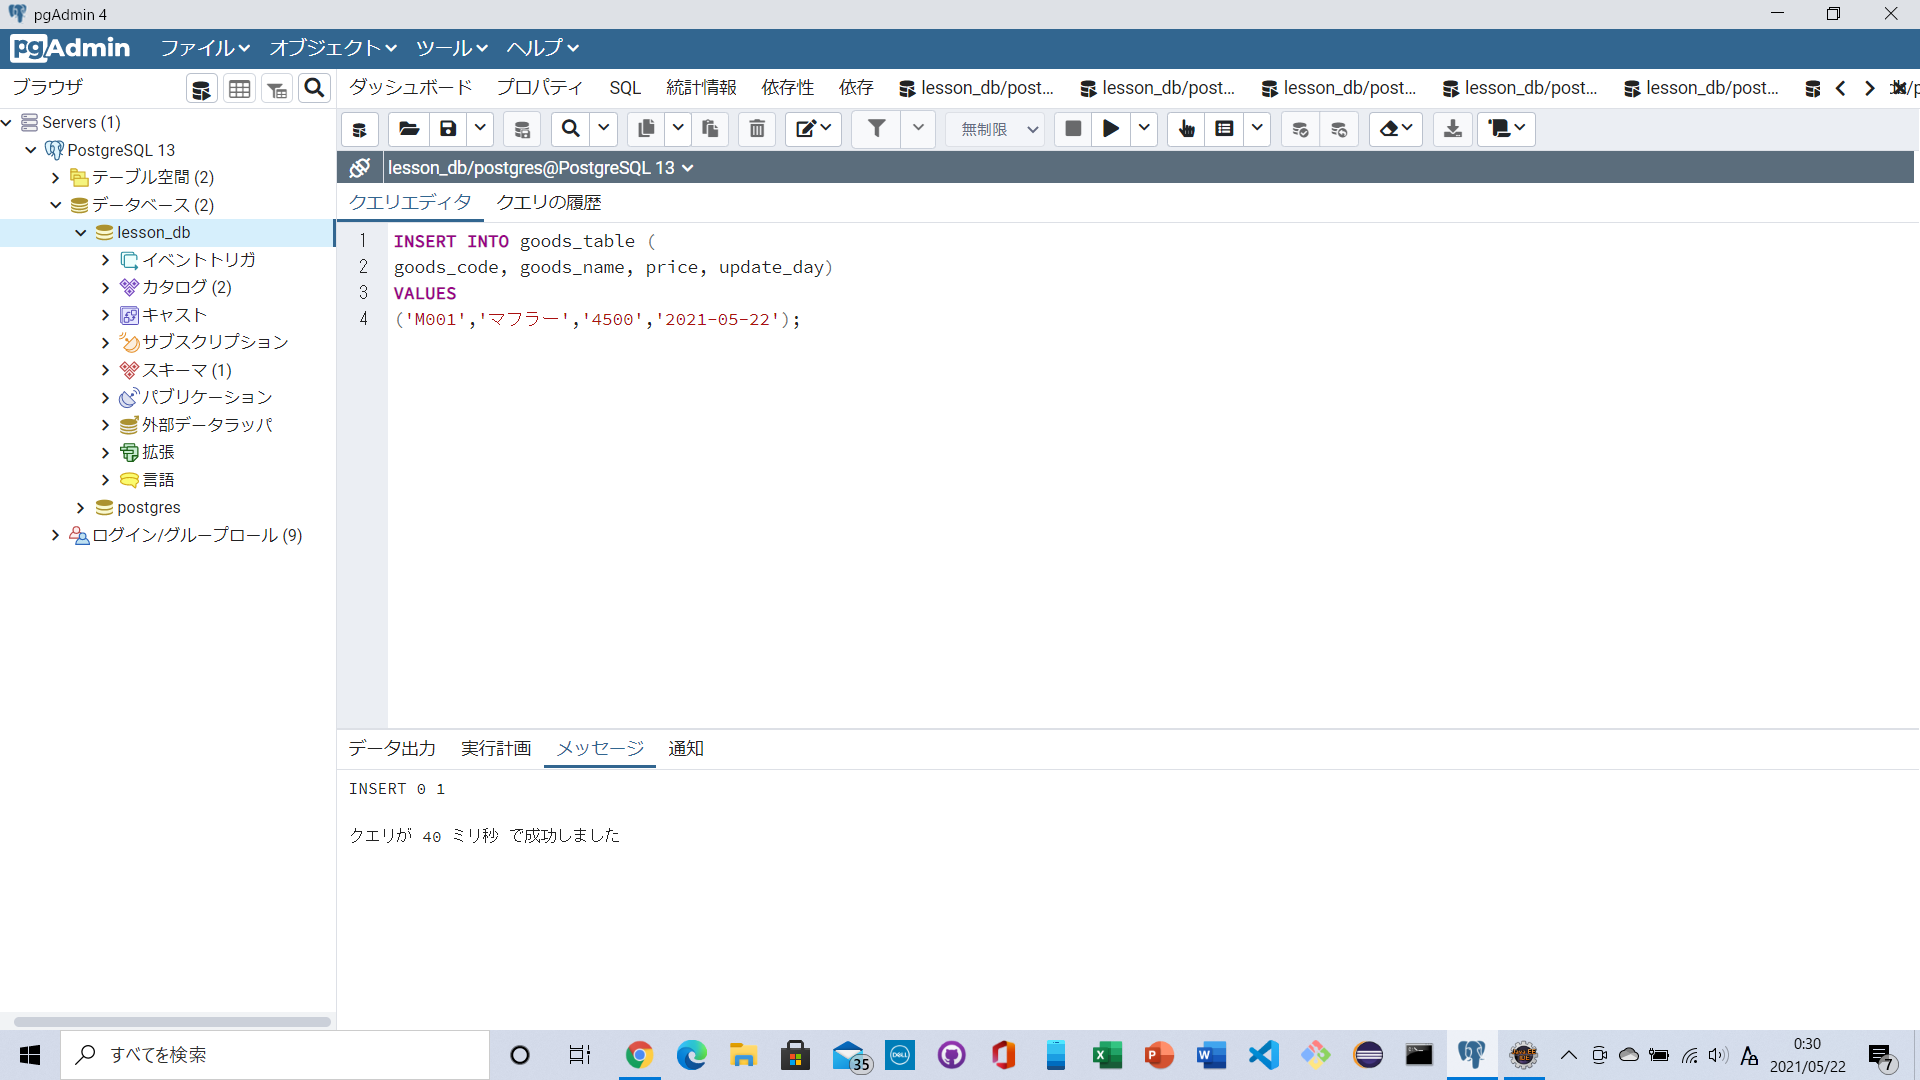 pgAdmin 4
pgAdmin ファイル オブジェクト ツール ヘルプ
ブラウザ
ダッシュボード プロパティ SQL 統計情報 依存性 依存 lesson_db/post... lesson_db/post... lesson_db/post... lesson_db/post... lesson_db/post...
無制限
lesson_db/postgres@PostgreSQL 13
クエリエディタ クエリの履歴
Servers (1)
PostgreSQL 13
テーブル空間 (2)
データベース (2)
lesson_db
イベントトリガ
カタログ (2)
キャスト
サブスクリプション
スキーマ (1)
パブリケーション
外部データラッパ
拡張
言語
postgres
ログイン/グループロール (9)
1 INSERT INTO goods_table (
2 goods_code, goods_name, price, update_day)
3 VALUES
4 ('M001','マフラー','4500','2021-05-22');
データ出力 実行計画 メッセージ 通知
INSERT 0 1
クエリが 40 ミリ秒 で成功しました
すべてを検索
35
DELL
A
0:30
2021/05/22
7